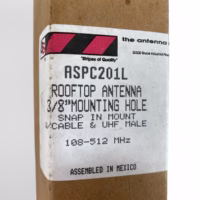 the antenna
"Stripes of Quality"
ASPC201L
ROOFTOP ANTENNA
3/8" MOUNTING HOLE
SNAP IN MOUNT
W/CABLE & UHF MALE
108-512 MHz
ASSEMBLED IN MEXICO